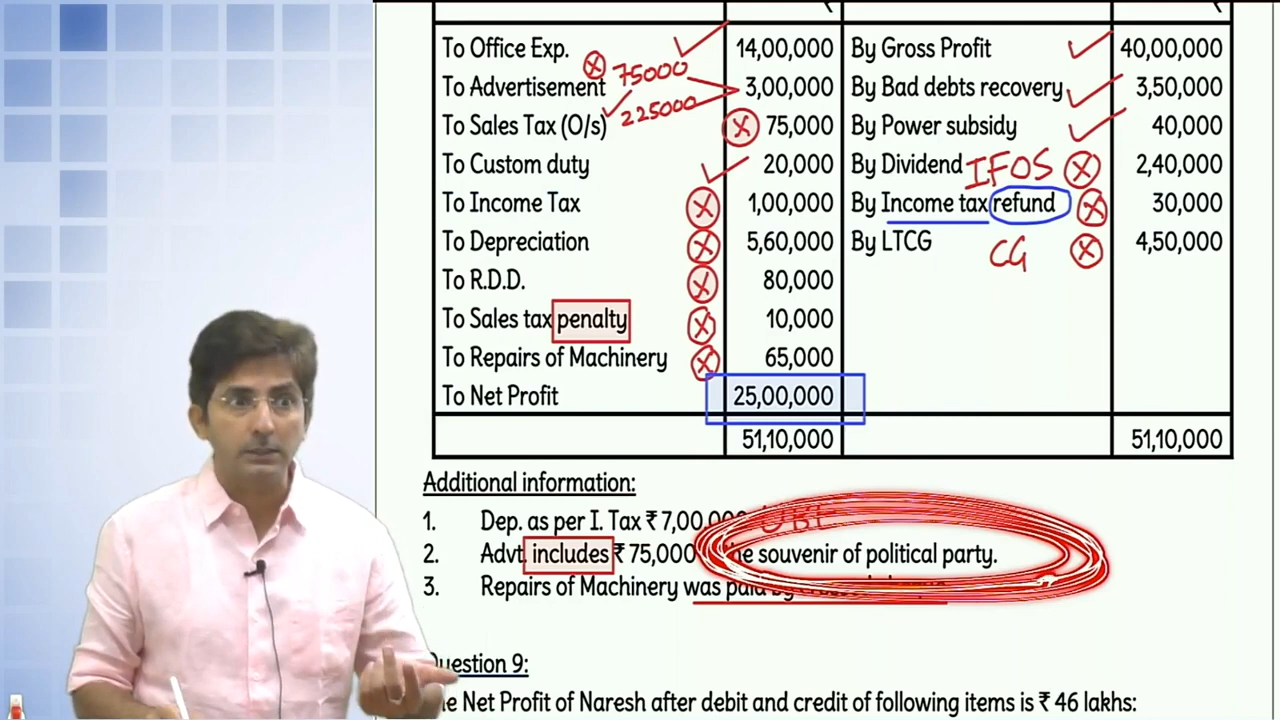 To Office Exp. 14,00,000 By Gross Profit 40,00,000
75000
To Advertisement 3,00,000 By Bad debts recovery 3,50,000
225000
To Sales Tax (O/s) 75,000 By Power subsidy 40,000
To Custom duty 20,000 By Dividend IFOS 2,40,000
To Income Tax 1,00,000 By Income tax refund 30,000
To Depreciation 5,60,000 By LTCG CG 4,50,000
To R.D.D. 80,000
To Sales tax penalty 10,000
To Repairs of Machinery 65,000
To Net Profit 25,00,000
51,10,000 51,10,000
Additional information:
1. Dep. as per I. Tax ₹ 7,00,000
2. Advt. includes ₹ 75,000 souvenir of political party.
3. Repairs of Machinery was paid by
Question 9:
Net Profit of Naresh after debit and credit of following items is ₹ 46 lakhs: